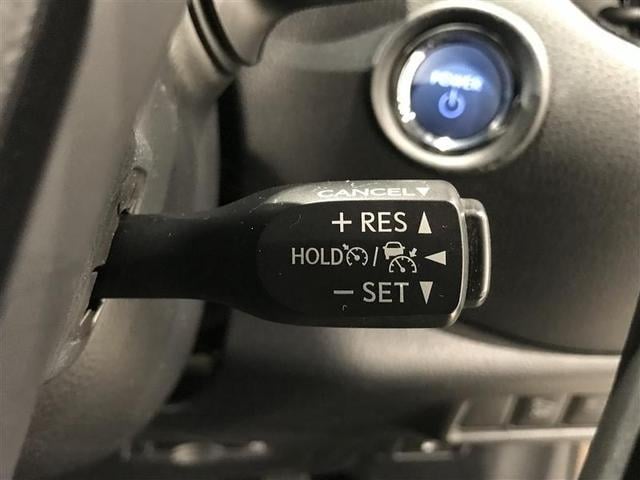 POWER
CANCEL▼
+ RES ▲
HOLD / ◄
− SET ▼